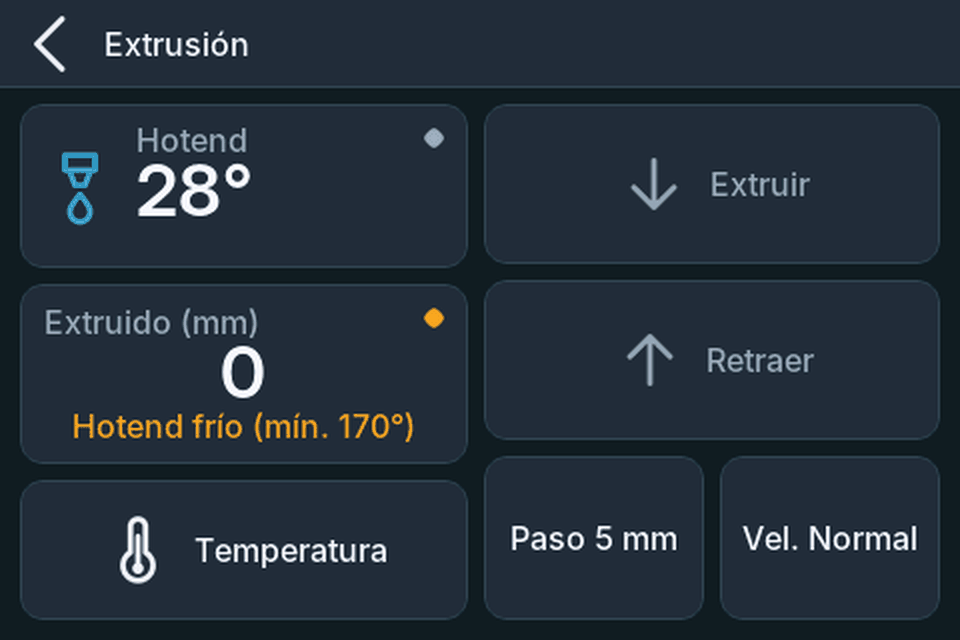 Extrusión
Hotend
28°
Extruido (mm)
0
Hotend frío (mín. 170°)
Temperatura
Extruir
Retraer
Paso 5 mm
Vel. Normal